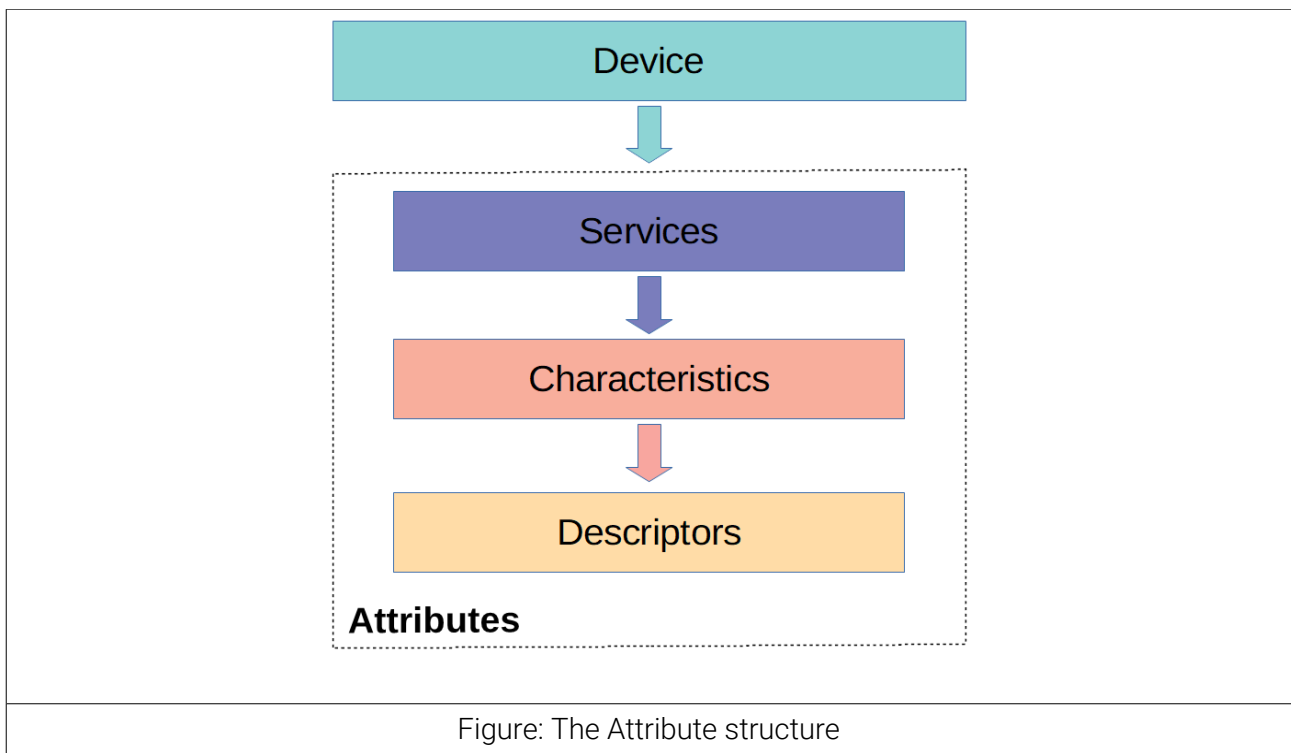 Device
Services
Characteristics
Descriptors
Attributes
Figure: The Attribute structure